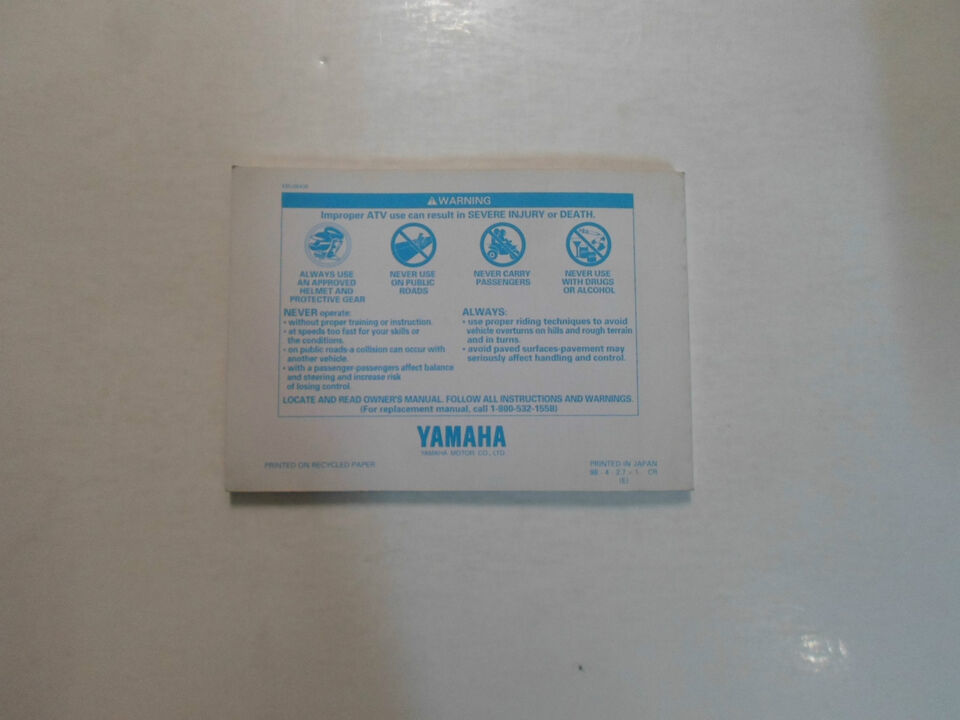 WARNING
Improper ATV use can result in SEVERE INJURY or DEATH.
ALWAYS USE
AN APPROVED
HELMET AND
PROTECTIVE GEAR
NEVER USE
ON PUBLIC
ROADS
NEVER CARRY
PASSENGERS
NEVER USE
WITH DRUGS
OR ALCOHOL
NEVER operate:
• without proper training or instruction.
• at speeds too fast for your skills or
the conditions.
• on public roads-a collision can occur with
another vehicle.
• with a passenger-passengers affect balance
and steering and increase risk
of losing control.
ALWAYS:
• use proper riding techniques to avoid
vehicle overturns on hills and rough terrain
and in turns.
• avoid paved surfaces-pavement may
seriously affect handling and control.
LOCATE AND READ OWNER'S MANUAL. FOLLOW ALL INSTRUCTIONS AND WARNINGS.
(For replacement manual, call 1-800-532-1558)
YAMAHA
YAMAHA MOTOR CO., LTD.
PRINTED ON RECYCLED PAPER
PRINTED IN JAPAN
98 · 4 · 2.7 × 1 CR
(E)